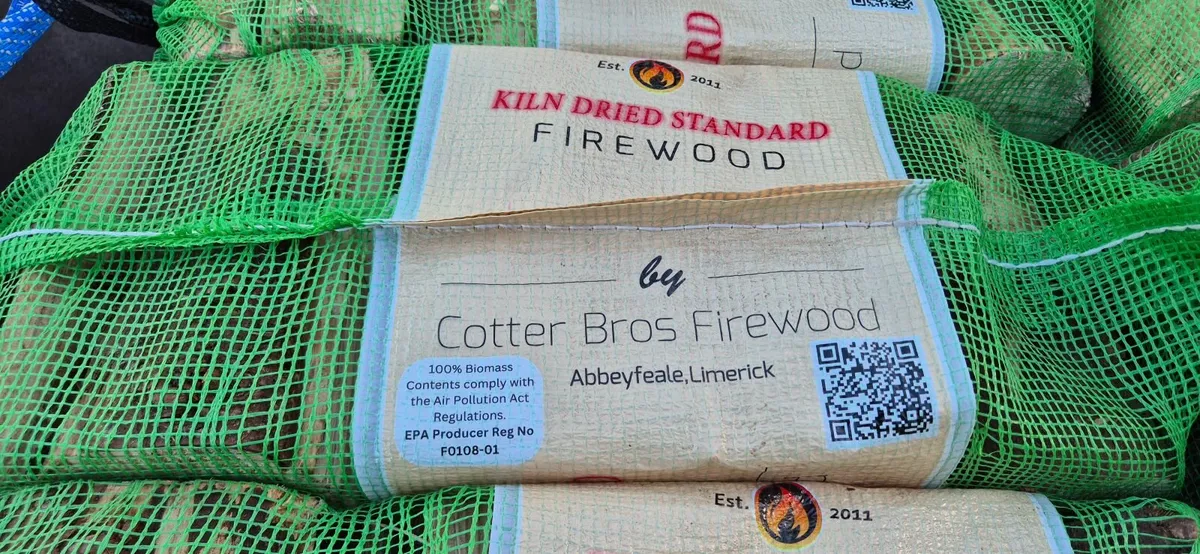 RD
P
Est. 2011
KILN DRIED STANDARD
FIREWOOD
by
Cotter Bros Firewood
Abbeyfeale,Limerick
100% Biomass
Contents comply with
the Air Pollution Act
Regulations.
EPA Producer Reg No
F0108-01
Est. 2011